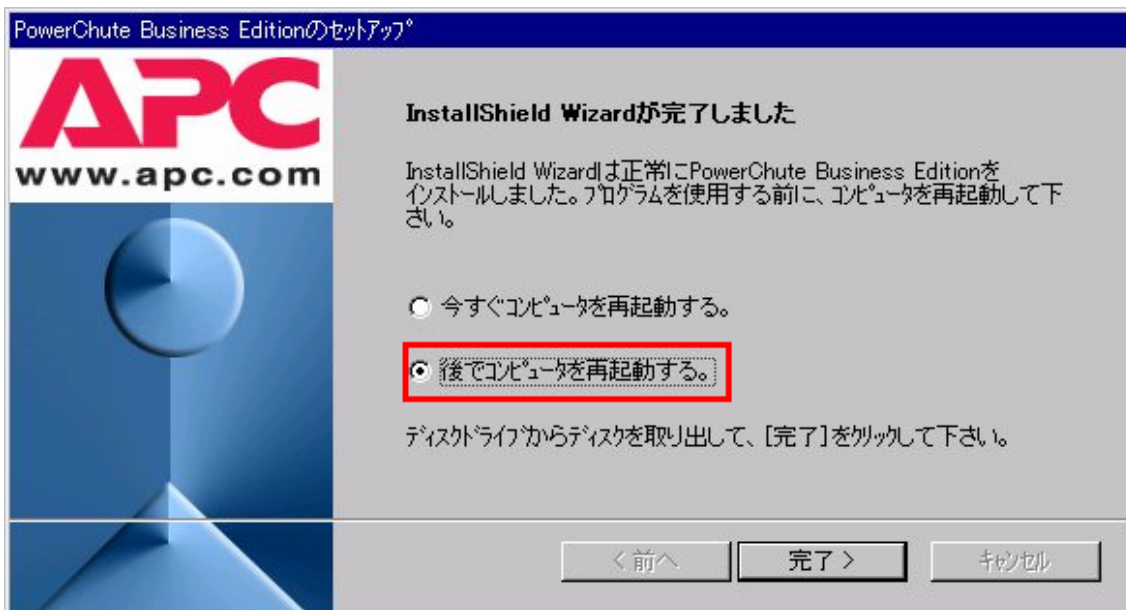 PowerChute Business Editionのｾｯﾄｱｯﾌﾟ
APC
www.apc.com
InstallShield Wizardが完了しました
InstallShield Wizardは正常にPowerChute Business Editionを
ｲﾝｽﾄｰﾙしました。ﾌﾟﾛｸﾞﾗﾑを使用する前に、ｺﾝﾋﾟｭｰﾀを再起動して下
さい。
今すぐｺﾝﾋﾟｭｰﾀを再起動する。
後でｺﾝﾋﾟｭｰﾀを再起動する。
ﾃﾞｨｽｸﾄﾞﾗｲﾌﾞからﾃﾞｨｽｸを取り出して、[完了]をｸﾘｯｸして下さい。
< 前へ
完了 >
ｷｬﾝｾﾙ